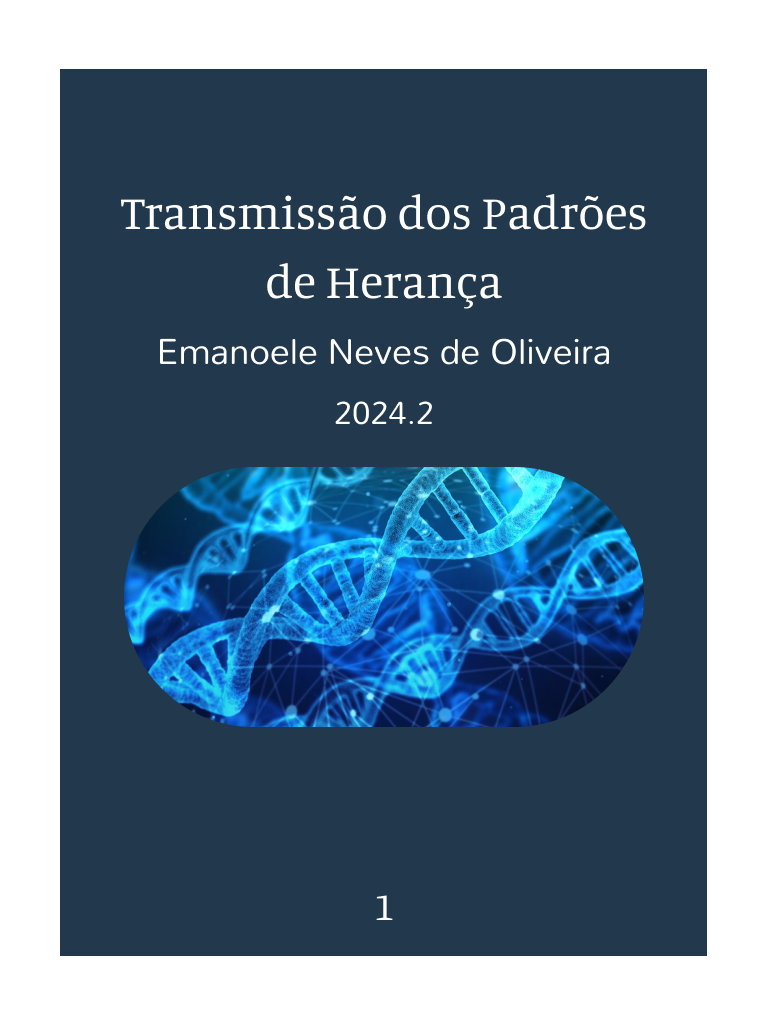 Transmissão dos Padrões
de Herança
Emanoele Neves de Oliveira
2024.2
1